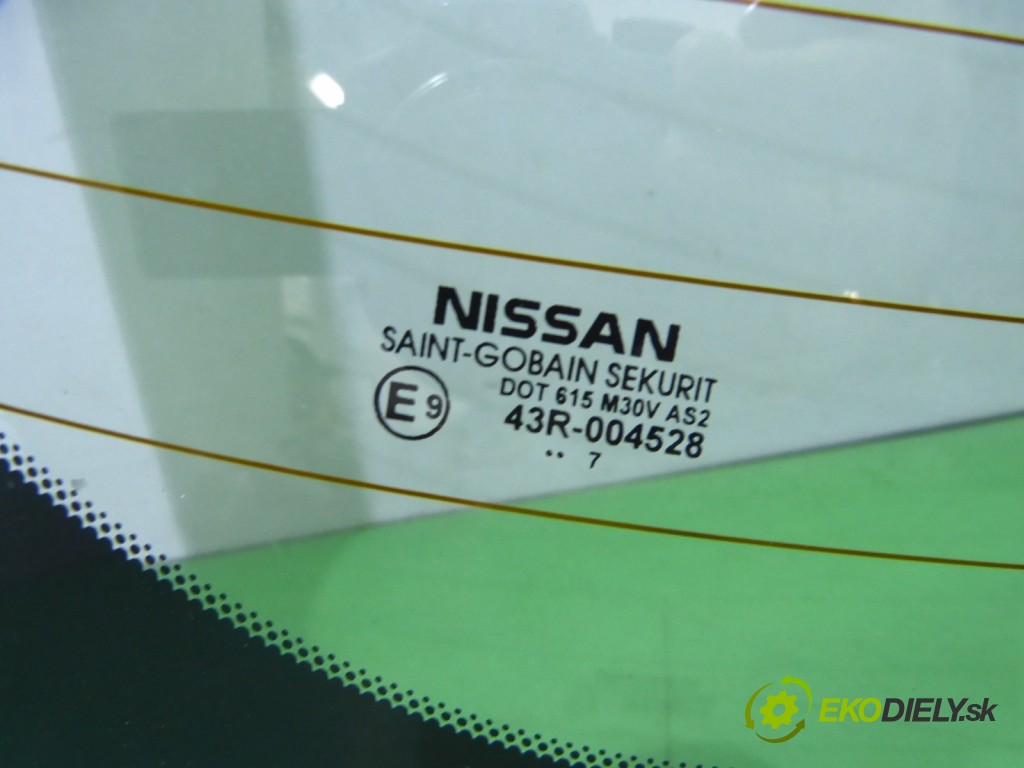 NISSAN
SAINT-GOBAIN SEKURIT
DOT 615 M30V AS2
E9
43R-004528
.. 7
EKODIELY.sk